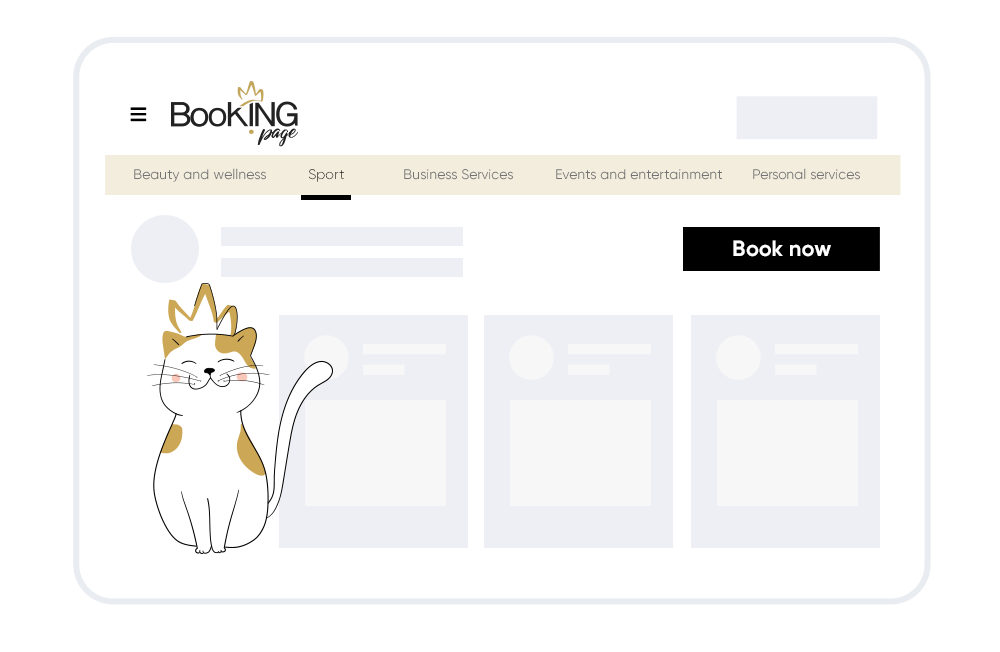 BooKING
page
Beauty and wellness Sport Business Services Events and entertainment Personal services
Book now